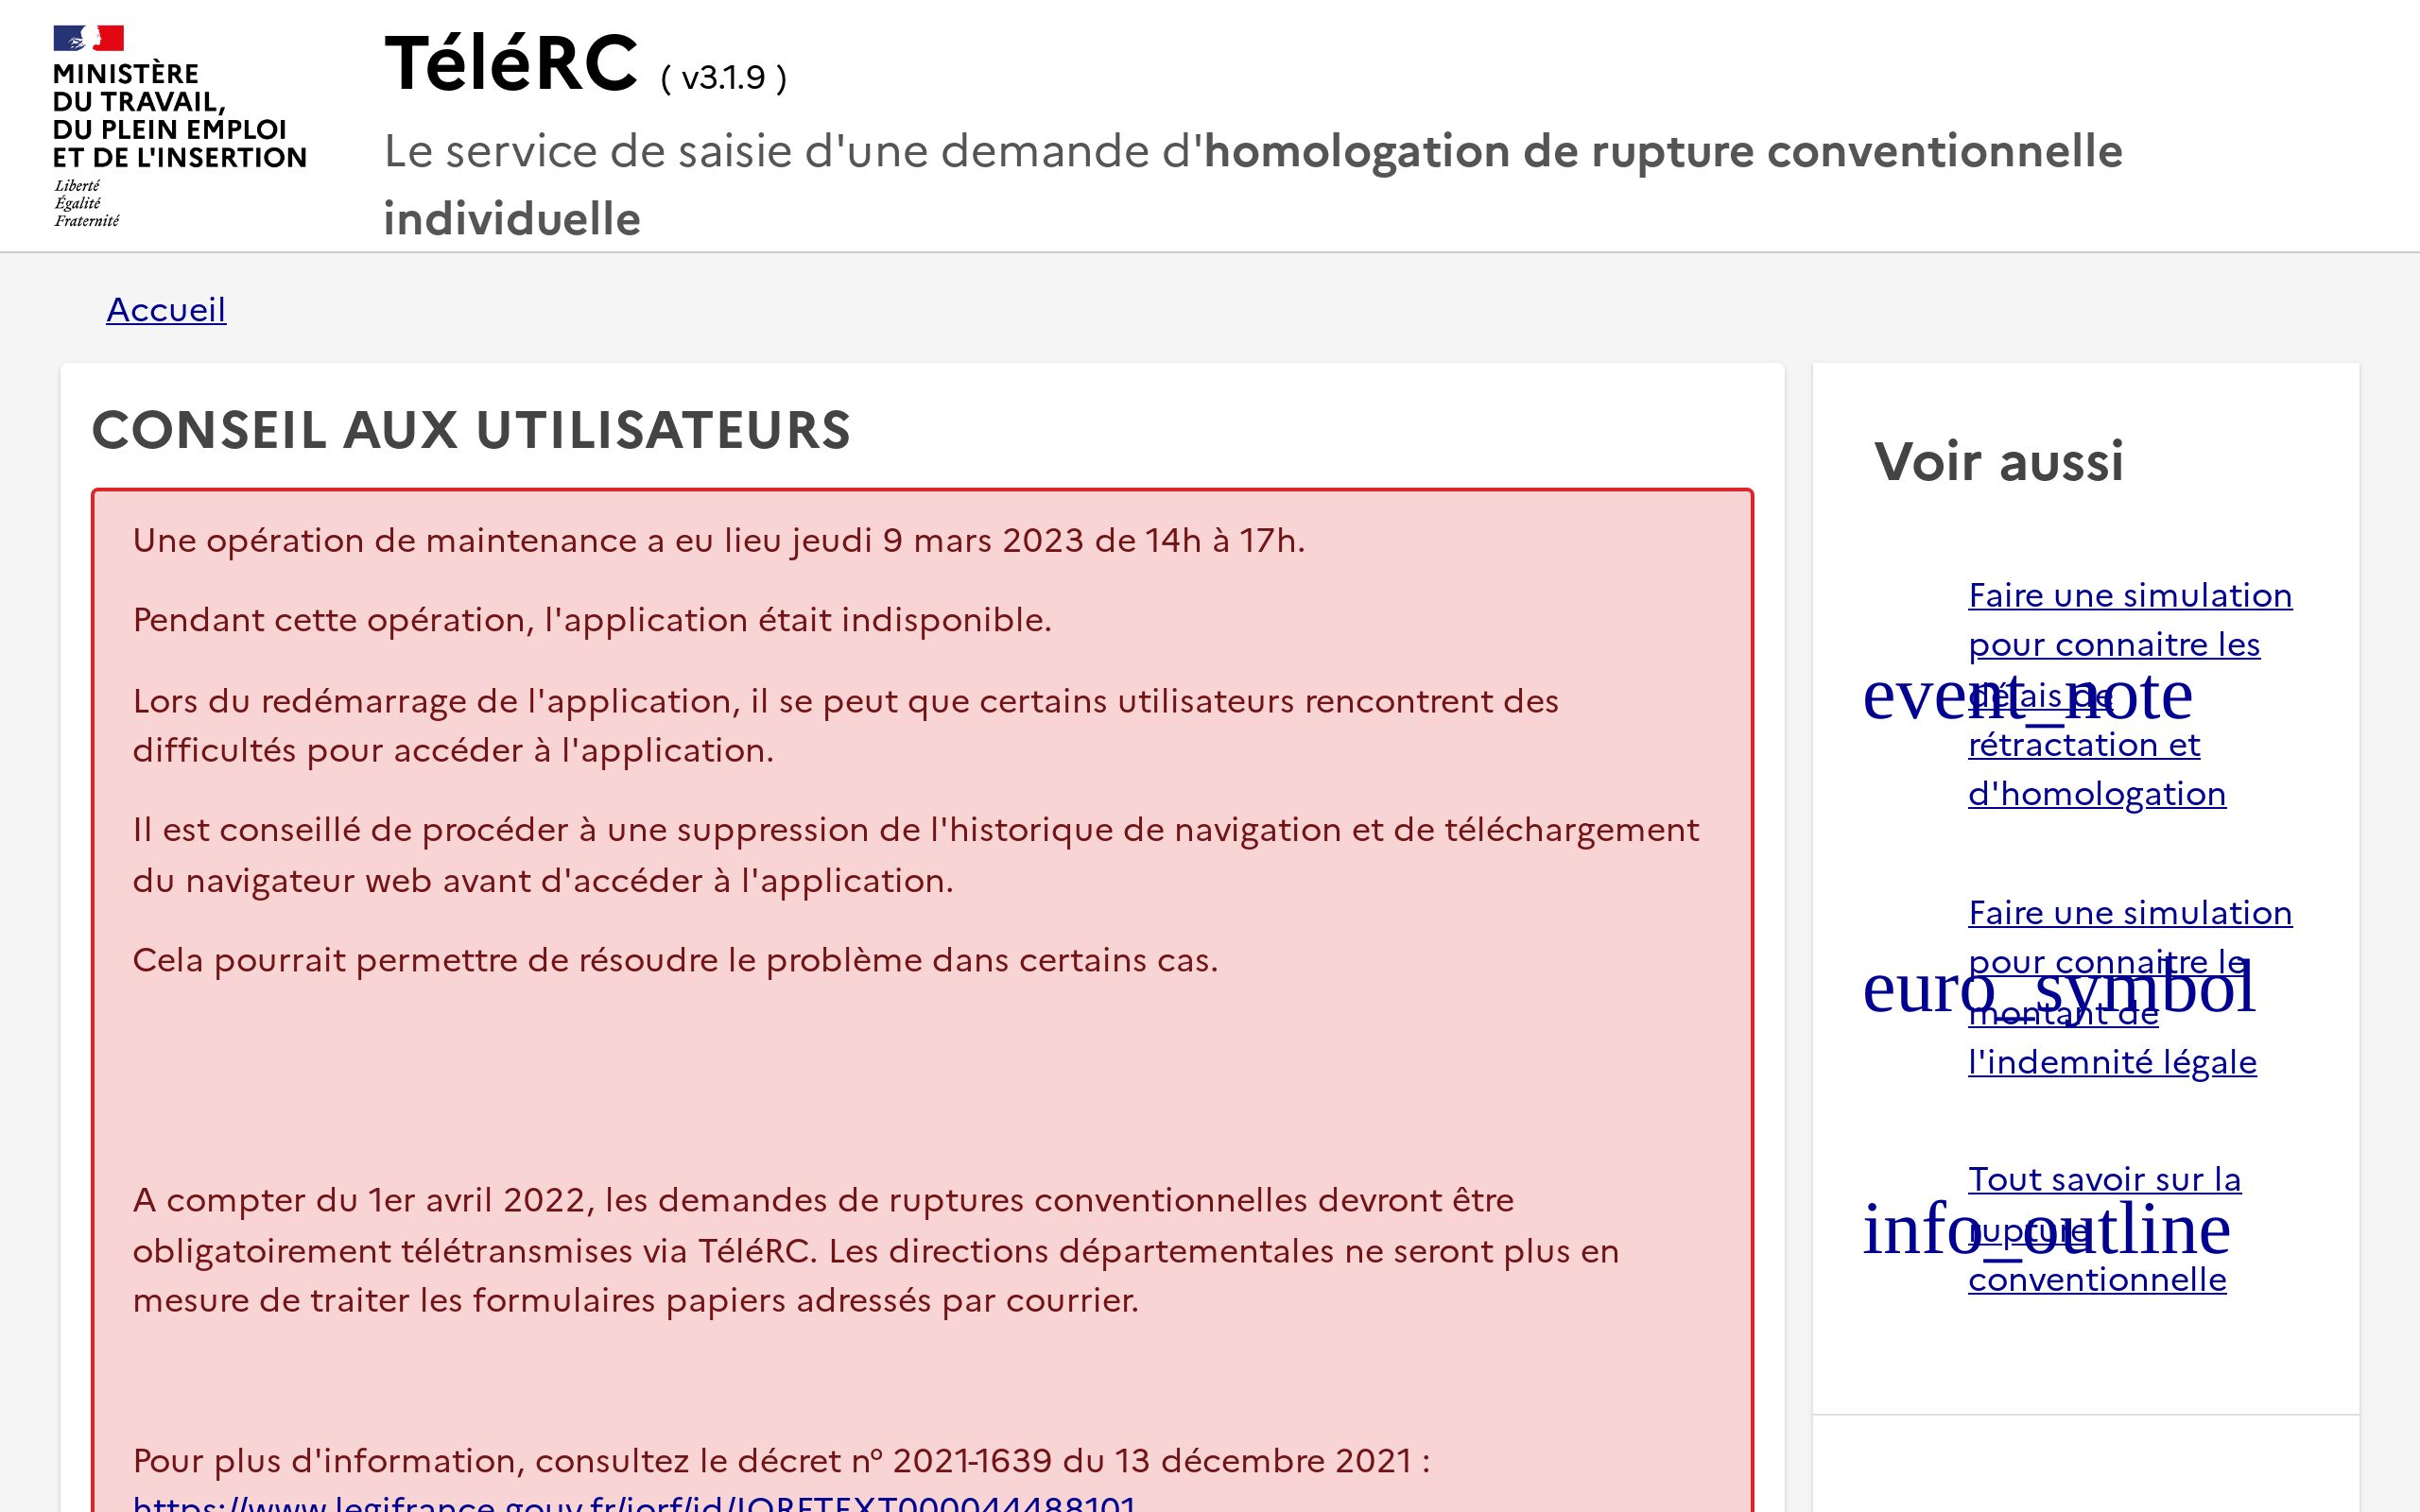 MINISTÈRE
DU TRAVAIL,
DU PLEIN EMPLOI
ET DE L'INSERTION
Liberté
Égalité
Fraternité
TéléRC ( v3.1.9 )
Le service de saisie d'une demande d'homologation de rupture conventionnelle
individuelle
Accueil
CONSEIL AUX UTILISATEURS
Une opération de maintenance a eu lieu jeudi 9 mars 2023 de 14h à 17h.
Pendant cette opération, l'application était indisponible.
Lors du redémarrage de l'application, il se peut que certains utilisateurs rencontrent des
difficultés pour accéder à l'application.
Il est conseillé de procéder à une suppression de l'historique de navigation et de téléchargement
du navigateur web avant d'accéder à l'application.
Cela pourrait permettre de résoudre le problème dans certains cas.
A compter du 1er avril 2022, les demandes de ruptures conventionnelles devront être
obligatoirement télétransmises via TéléRC. Les directions départementales ne seront plus en
mesure de traiter les formulaires papiers adressés par courrier.
Pour plus d'information, consultez le décret n° 2021-1639 du 13 décembre 2021 :
https://www.legifrance.gouv.fr/jorf/id/JORFTEXT000044488101
Voir aussi
event_note
Faire une simulation
pour connaitre les
délais de
rétractation et
d'homologation
euro_symbol
Faire une simulation
pour connaitre le
montant de
l'indemnité légale
info_outline
Tout savoir sur la
rupture
conventionnelle